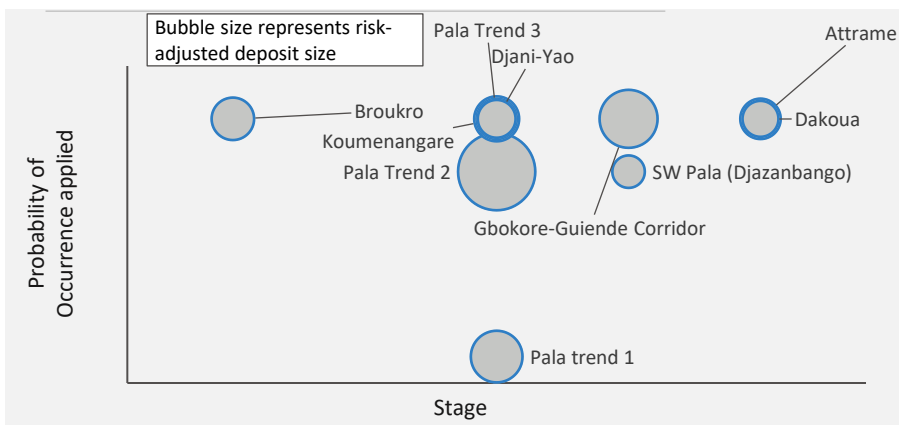 Bubble size represents risk-
adjusted deposit size
Pala Trend 3
Djani-Yao
Attrame
Broukro
Koumenangare
Dakoua
Pala Trend 2
SW Pala (Djazanbango)
Gbokore-Guiende Corridor
Pala trend 1
Probability of
Occurrence applied
Stage